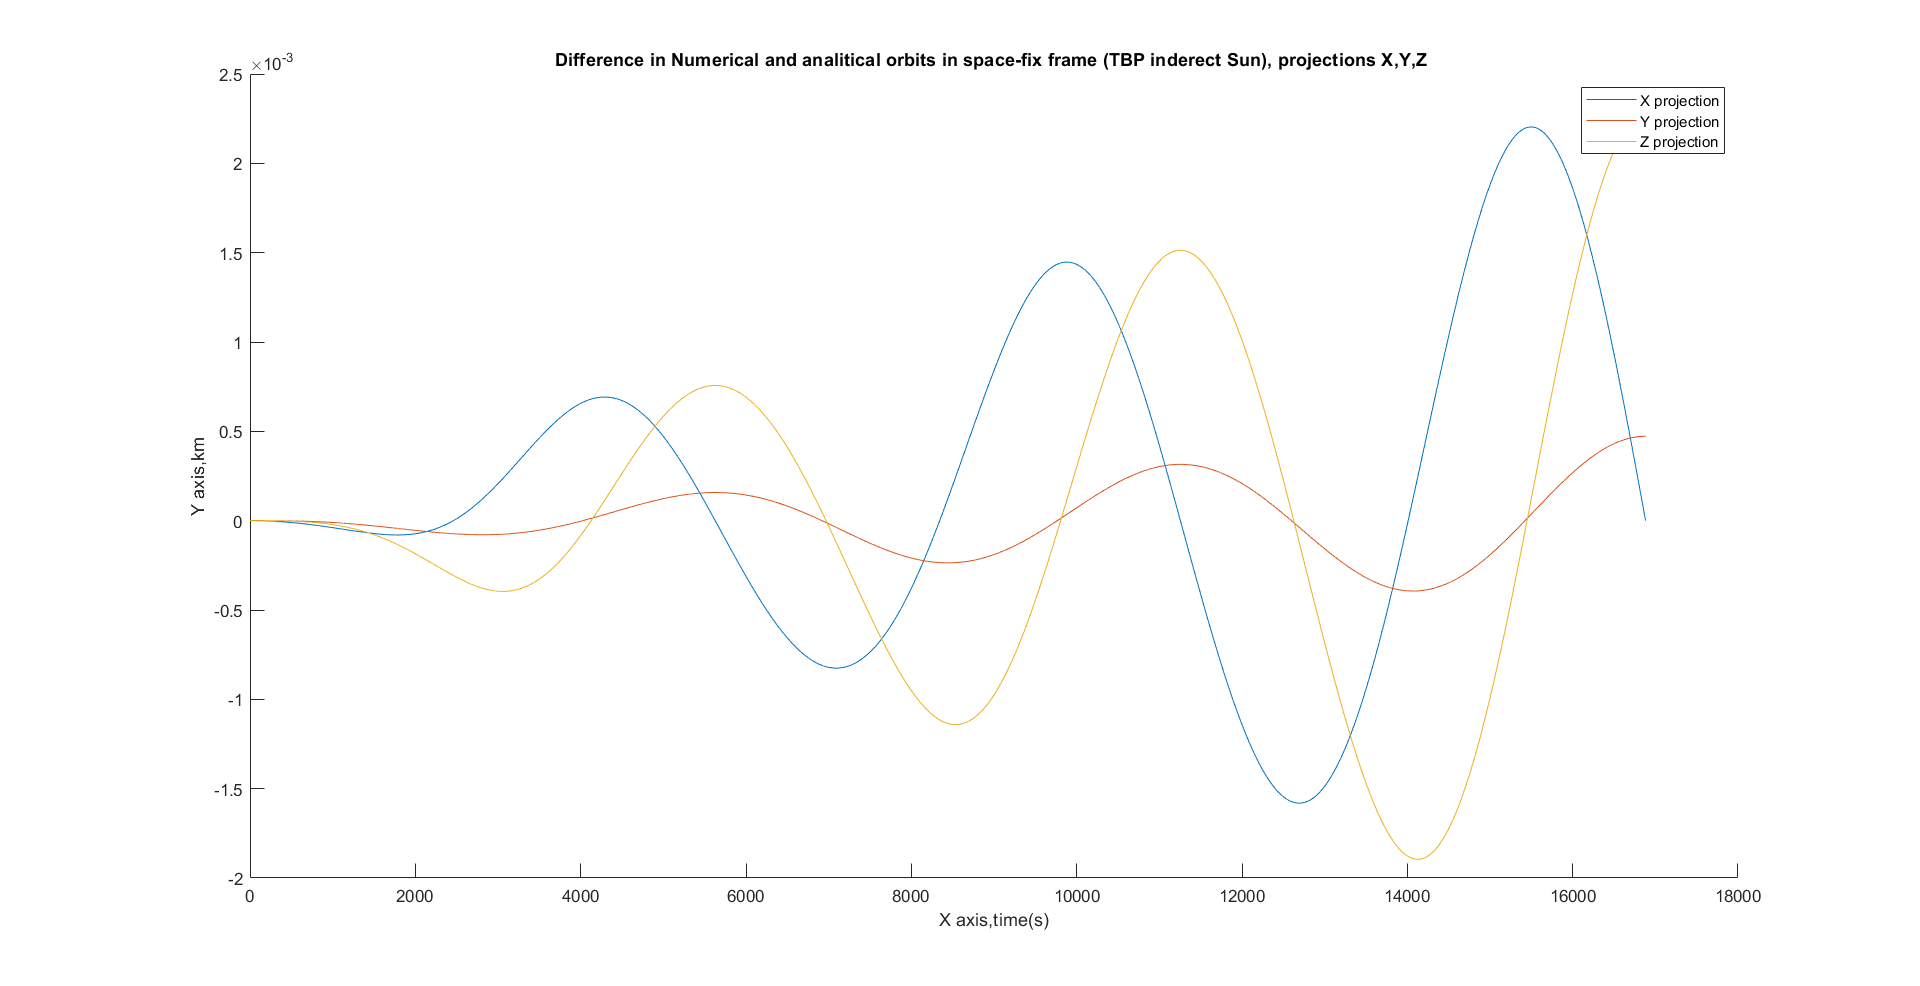 Difference in Numerical and analitical orbits in space-fix frame (TBP inderect Sun), projections X,Y,Z
×10-3
2.5
2
1.5
1
0.5
0
-0.5
-1
-1.5
-2
Y axis,km
X projection
Y projection
Z projection
0 2000 4000 6000 8000 10000 12000 14000 16000 18000
X axis,time(s)